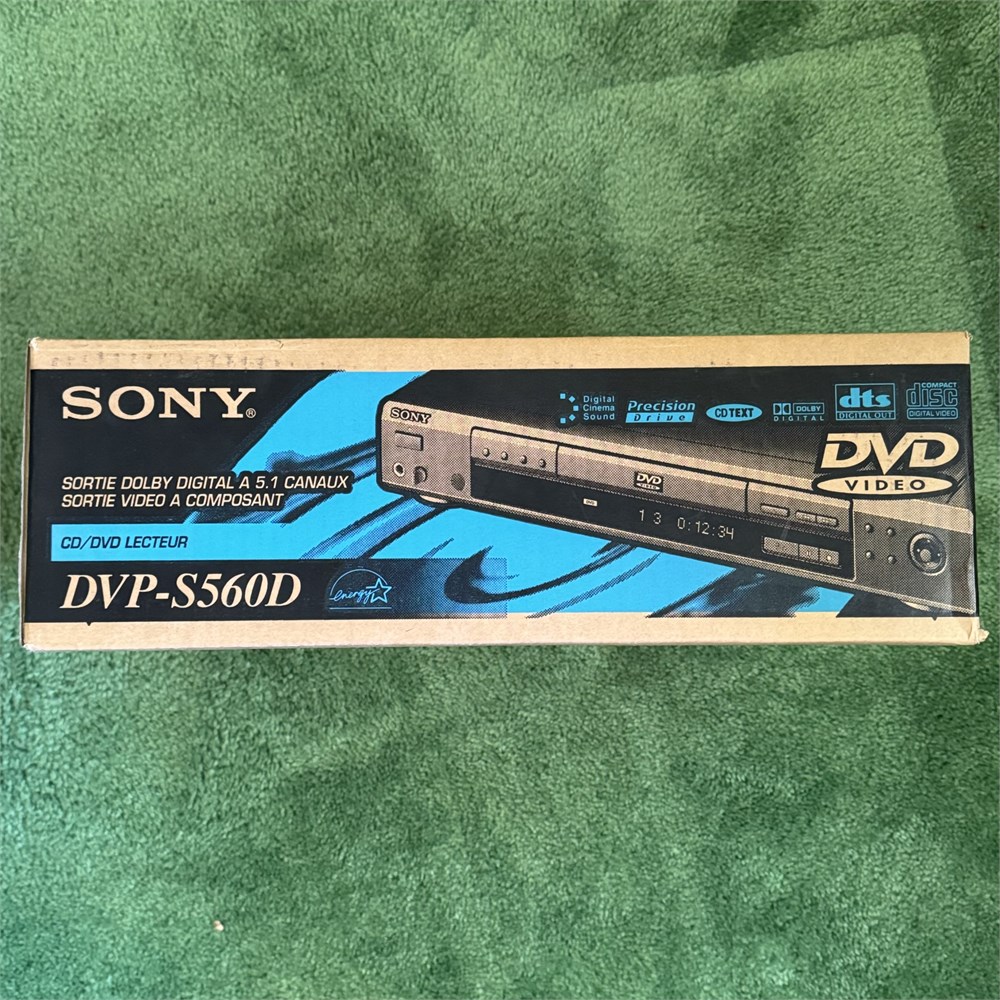 SONY®
SORTIE DOLBY DIGITAL A 5.1 CANAUX
SORTIE VIDEO A COMPOSANT
CD/DVD LECTEUR
DVP-S560D
energy
SONY
DVD
VIDEO
1 3 0:12:34
Digital
Cinema
Sound
Precision
Drive
CD TEXT
DOLBY
DIGITAL
dts
DIGITAL OUT
COMPACT
disc
DIGITAL VIDEO
DVD
VIDEO